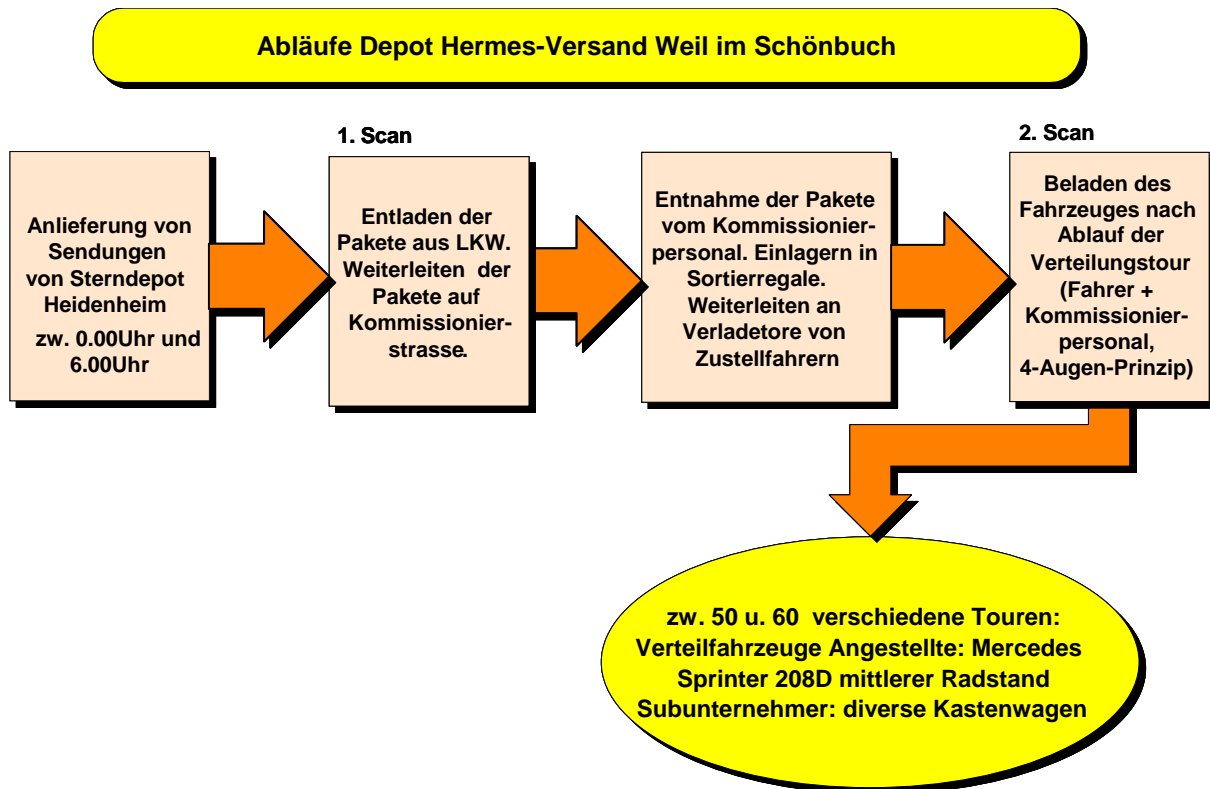 Abläufe Depot Hermes-Versand Weil im Schönbuch
1. Scan
2. Scan
Anlieferung von
Sendungen
von Sterndepot
Heidenheim
zw. 0.00Uhr und
6.00Uhr
Entladen der
Pakete aus LKW.
Weiterleiten der
Pakete auf
Kommissionier-
strasse.
Entnahme der Pakete
vom Kommissionier-
personal. Einlagern in
Sortierregale.
Weiterleiten an
Verladetore von
Zustellfahrern
Beladen des
Fahrzeuges nach
Ablauf der
Verteilungstour
(Fahrer +
Kommissionier-
personal,
4-Augen-Prinzip)
zw. 50 u. 60 verschiedene Touren:
Verteilfahrzeuge Angestellte: Mercedes
Sprinter 208D mittlerer Radstand
Subunternehmer: diverse Kastenwagen